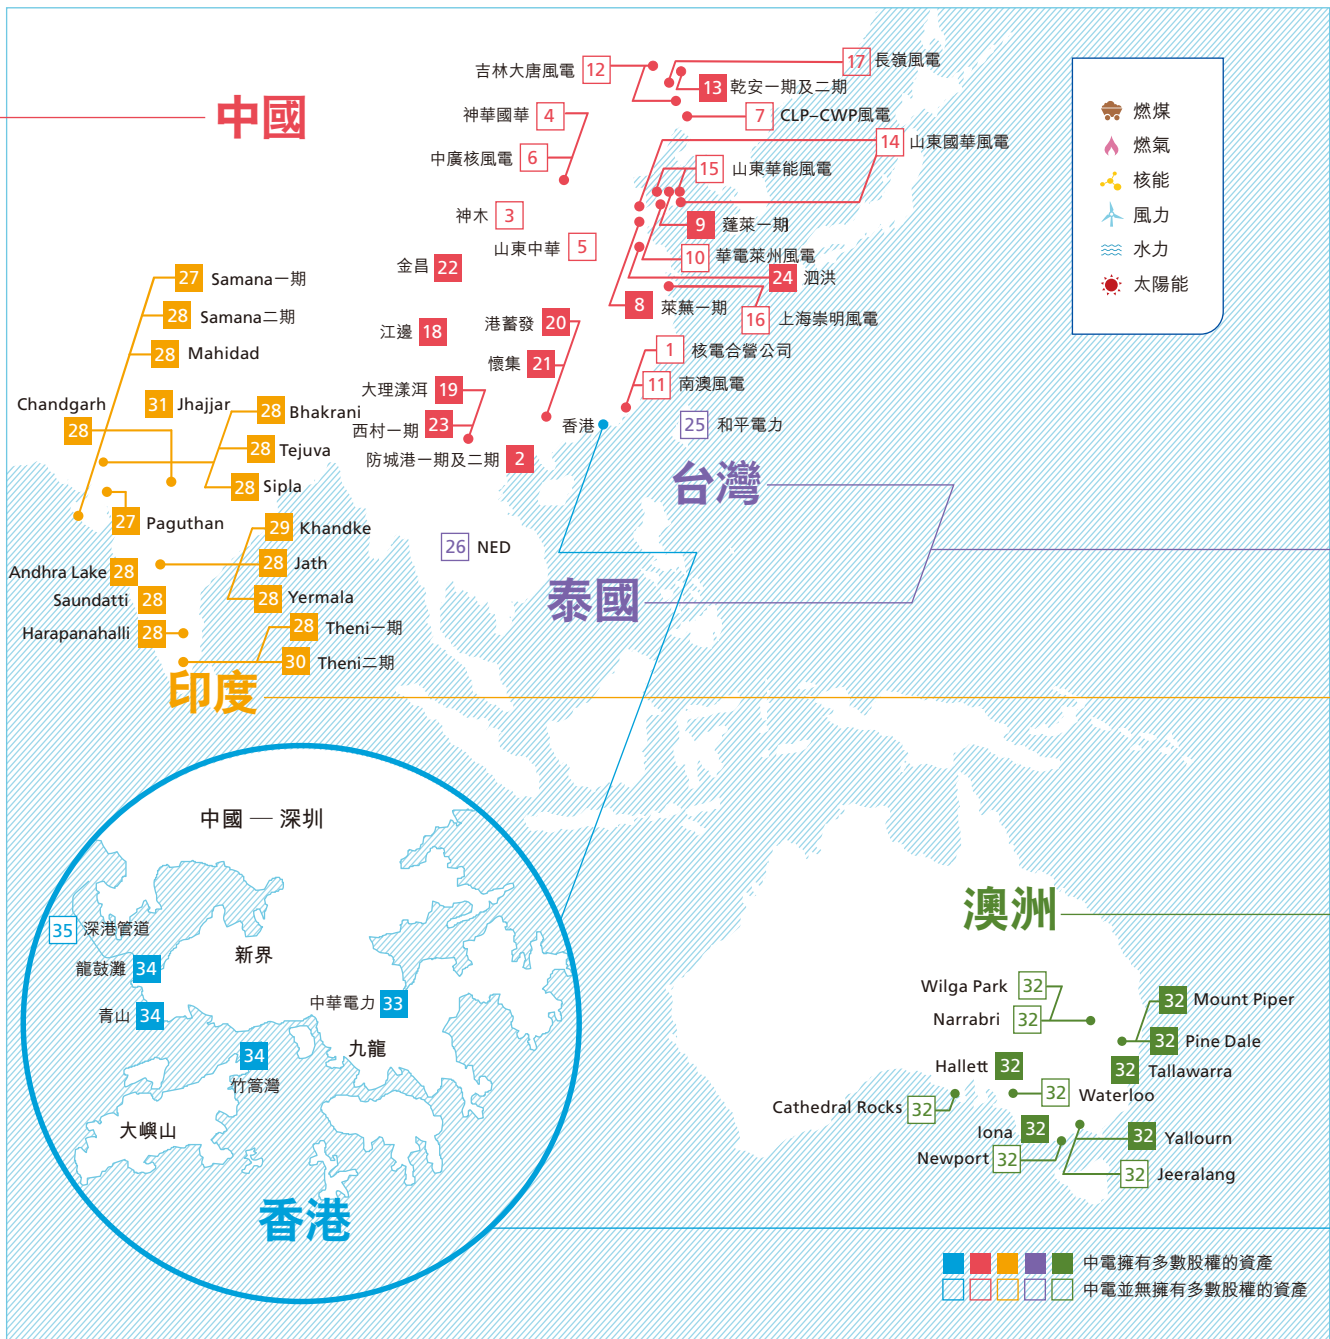 中國
吉林大唐風電 12
17 長嶺風電
13 乾安一期及二期
神華國華 4
7 CLP–CWP風電
中廣核風電 6
14 山東國華風電
15 山東華能風電
神木 3
9 蓬萊一期
山東中華 5
10 華電萊州風電
金昌 22
24 泗洪
8 萊蕪一期
16 上海崇明風電
江邊 18
港蓄發 20
1 核電合營公司
懷集 21
11 南澳風電
大理漾洱 19
西村一期 23
香港
防城港一期及二期 2
燃煤
燃氣
核能
風力
水力
太陽能
27 Samana一期
28 Samana二期
28 Mahidad
31 Jhajjar
Chandgarh
28
28 Bhakrani
28 Tejuva
28 Sipla
27 Paguthan
29 Khandke
28 Jath
Andhra Lake 28
28 Yermala
Saundatti 28
Harapanahalli 28
28 Theni一期
30 Theni二期
印度
25 和平電力
台灣
26 NED
泰國
中國 — 深圳
35 深港管道
新界
龍鼓灘 34
中華電力 33
青山 34
九龍
34
竹篙灣
大嶼山
香港
澳洲
Wilga Park 32
32 Mount Piper
Narrabri 32
32 Pine Dale
Hallett 32
32 Tallawarra
32 Waterloo
Cathedral Rocks 32
Iona 32
32 Yallourn
Newport 32
32 Jeeralang
中電擁有多數股權的資產
中電並無擁有多數股權的資產